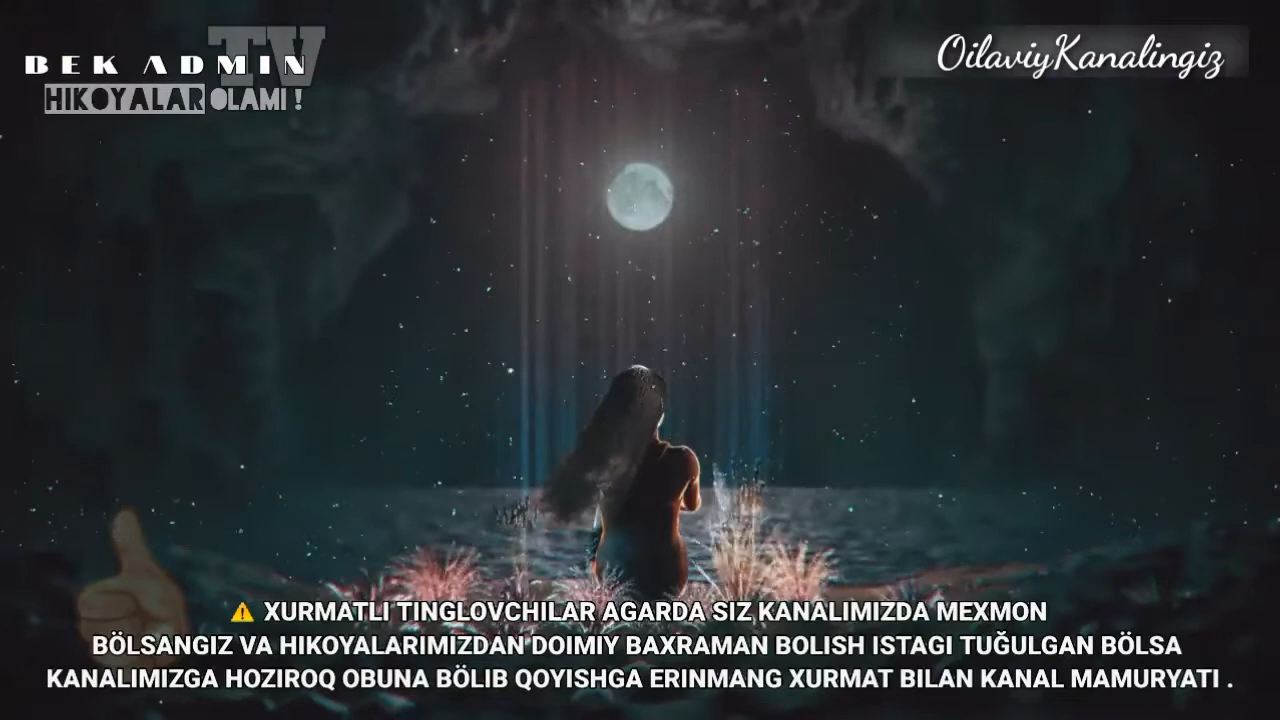 TV
BEK ADMIN
HIKOYALAR OLAMI !
OilaviyKanalingiz
⚠ XURMATLI TINGLOVCHILAR AGARDA SIZ KANALIMIZDA MEXMON
BÖLSANGIZ VA HIKOYALARIMIZDAN DOIMIY BAXRAMAN BOLISH ISTAGI TUĞULGAN BÖLSA
KANALIMIZGA HOZIROQ OBUNA BÖLIB QOYISHGA ERINMANG XURMAT BILAN KANAL MAMURYATI .